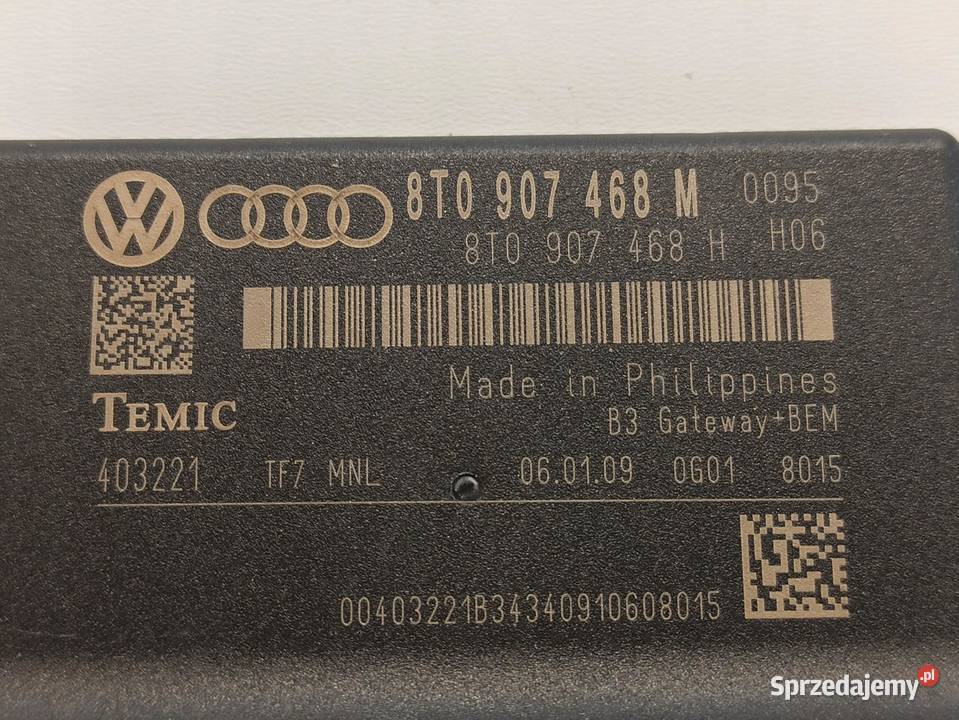 8T0 907 468 M 0095
8T0 907 468 H H06
Made in Philippines
TEMIC
B3 Gateway+BEM
403221 TF7 MNL 06.01.09 0G01 8015
00403221B34340910608015
Sprzedajemy.pl